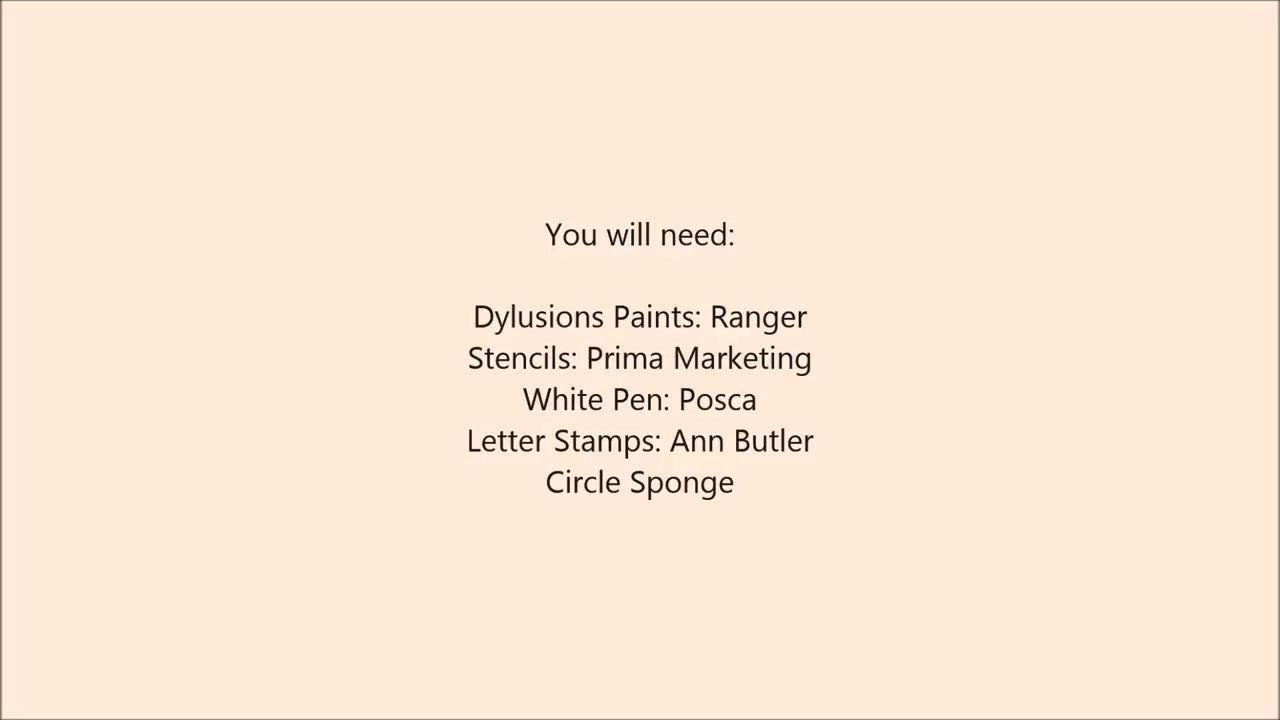 You will need:
Dylusions Paints: Ranger
Stencils: Prima Marketing
White Pen: Posca
Letter Stamps: Ann Butler
Circle Sponge